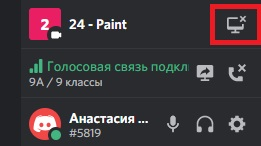 2
24 - Paint
Голосовая связь подкл
9А / 9 классы
Анастасия ...
#5819